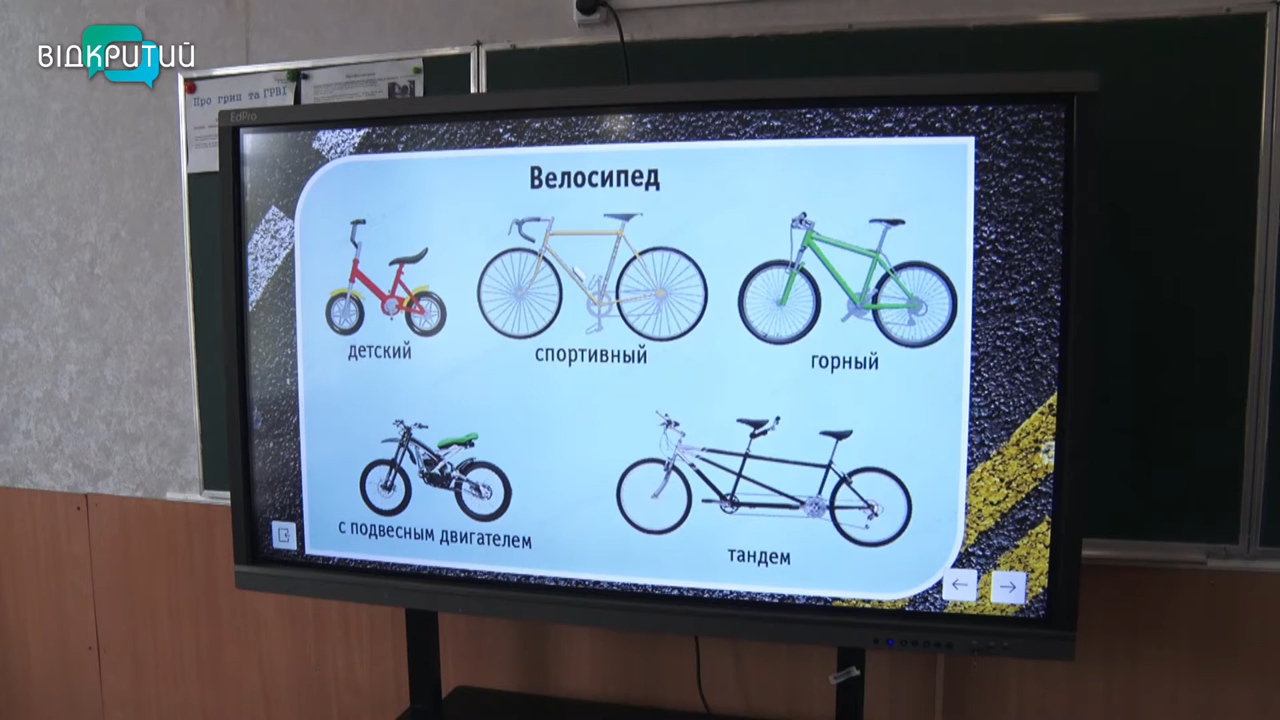 ВІДКРИТИЙ
Про грип та ГРВІ
EdPro
Велосипед
детский
спортивный
горный
с подвесным двигателем
тандем